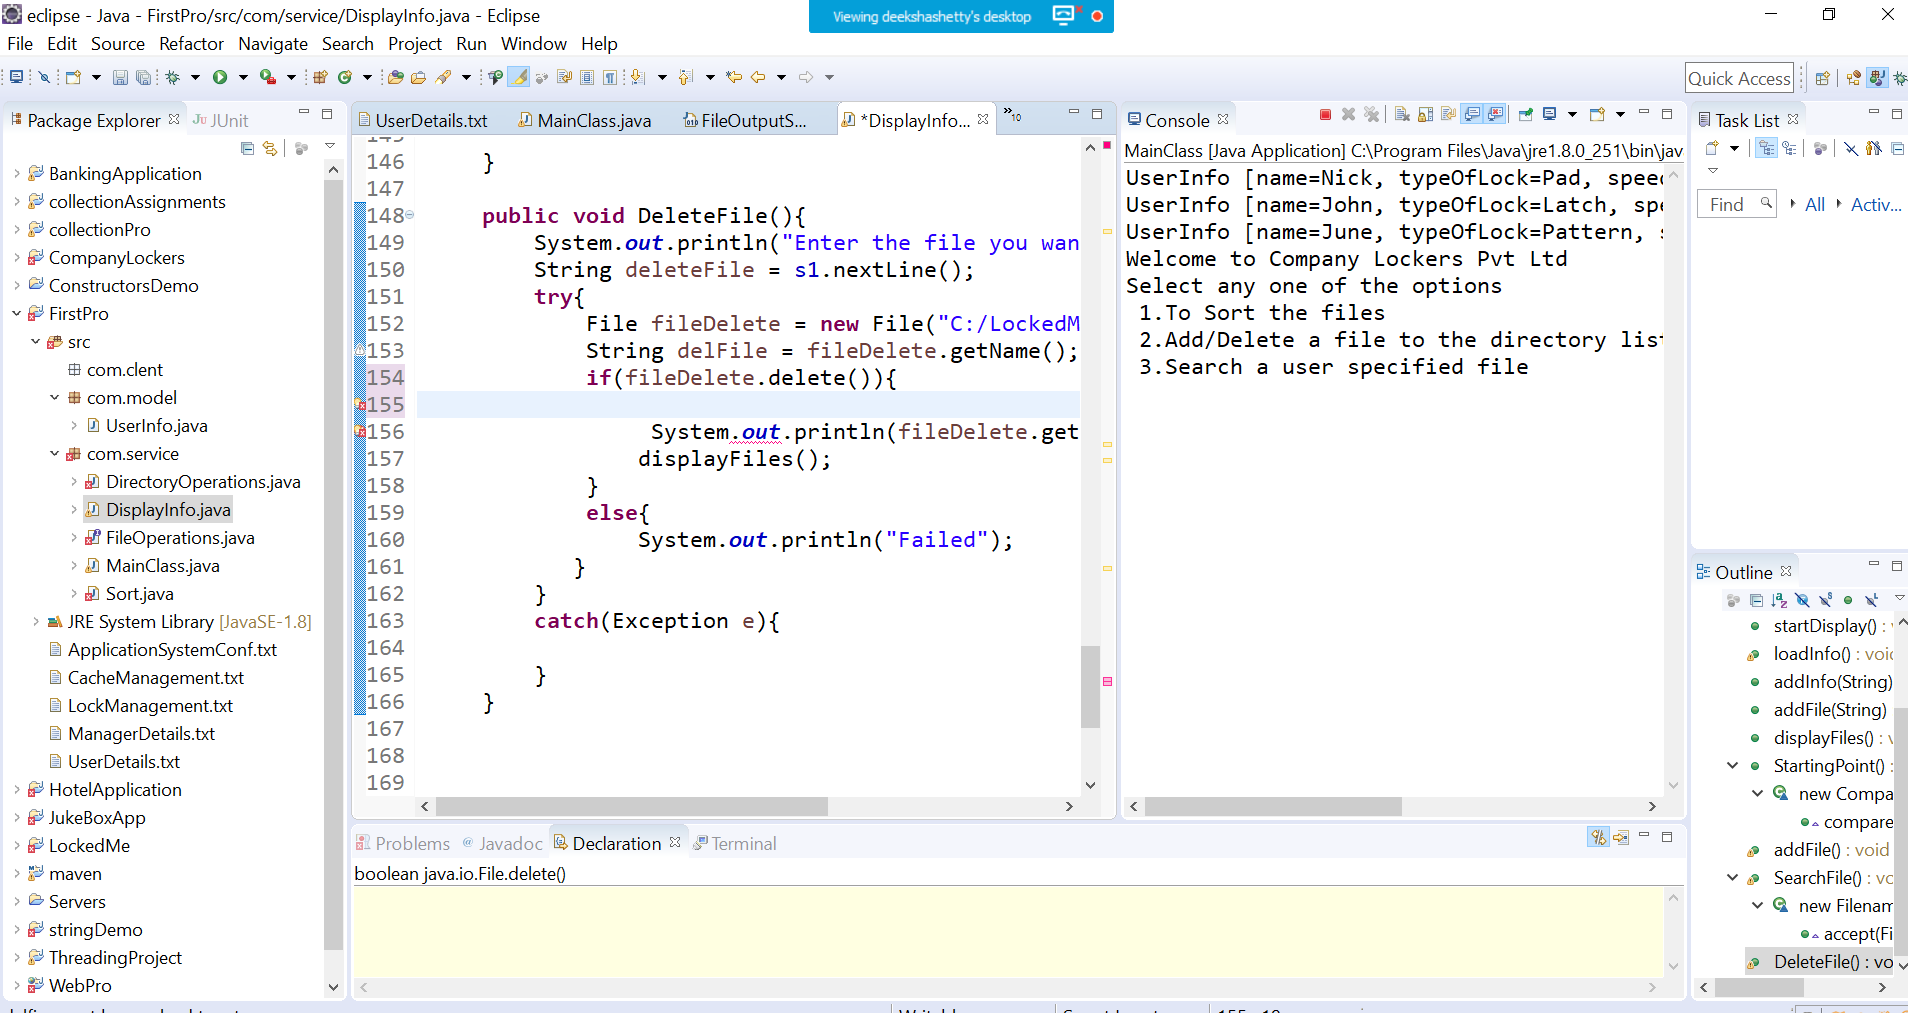 eclipse - Java - FirstPro/src/com/service/DisplayInfo.java - Eclipse
Viewing deekshashetty's desktop
File Edit Source Refactor Navigate Search Project Run Window Help
Quick Access
Package Explorer
JUnit
BankingApplication
collectionAssignments
collectionPro
CompanyLockers
ConstructorsDemo
FirstPro
src
com.clent
com.model
UserInfo.java
com.service
DirectoryOperations.java
DisplayInfo.java
FileOperations.java
MainClass.java
Sort.java
JRE System Library [JavaSE-1.8]
ApplicationSystemConf.txt
CacheManagement.txt
LockManagement.txt
ManagerDetails.txt
UserDetails.txt
HotelApplication
JukeBoxApp
LockedMe
maven
Servers
stringDemo
ThreadingProject
WebPro
UserDetails.txt MainClass.java FileOutputS... *DisplayInfo... »10
146 }
147
148 public void DeleteFile(){
149 System.out.println("Enter the file you wan
150 String deleteFile = s1.nextLine();
151 try{
152 File fileDelete = new File("C:/LockedM
153 String delFile = fileDelete.getName();
154 if(fileDelete.delete()){
155
156 System.out.println(fileDelete.get
157 displayFiles();
158 }
159 else{
160 System.out.println("Failed");
161 }
162 }
163 catch(Exception e){
164
165 }
166 }
167
168
169
Console
MainClass [Java Application] C:\Program Files\Java\jre1.8.0_251\bin\jav
UserInfo [name=Nick, typeOfLock=Pad, speed
UserInfo [name=John, typeOfLock=Latch, spe
UserInfo [name=June, typeOfLock=Pattern, s
Welcome to Company Lockers Pvt Ltd
Select any one of the options
1.To Sort the files
2.Add/Delete a file to the directory list
3.Search a user specified file
Task List
Find All Activ...
Outline
startDisplay() : v
loadInfo() : void
addInfo(String)
addFile(String)
displayFiles() : v
StartingPoint() :
new Compa
compare
addFile() : void
SearchFile() : vo
new Filenam
accept(Fi
DeleteFile() : vo
Problems Javadoc Declaration Terminal
boolean java.io.File.delete()